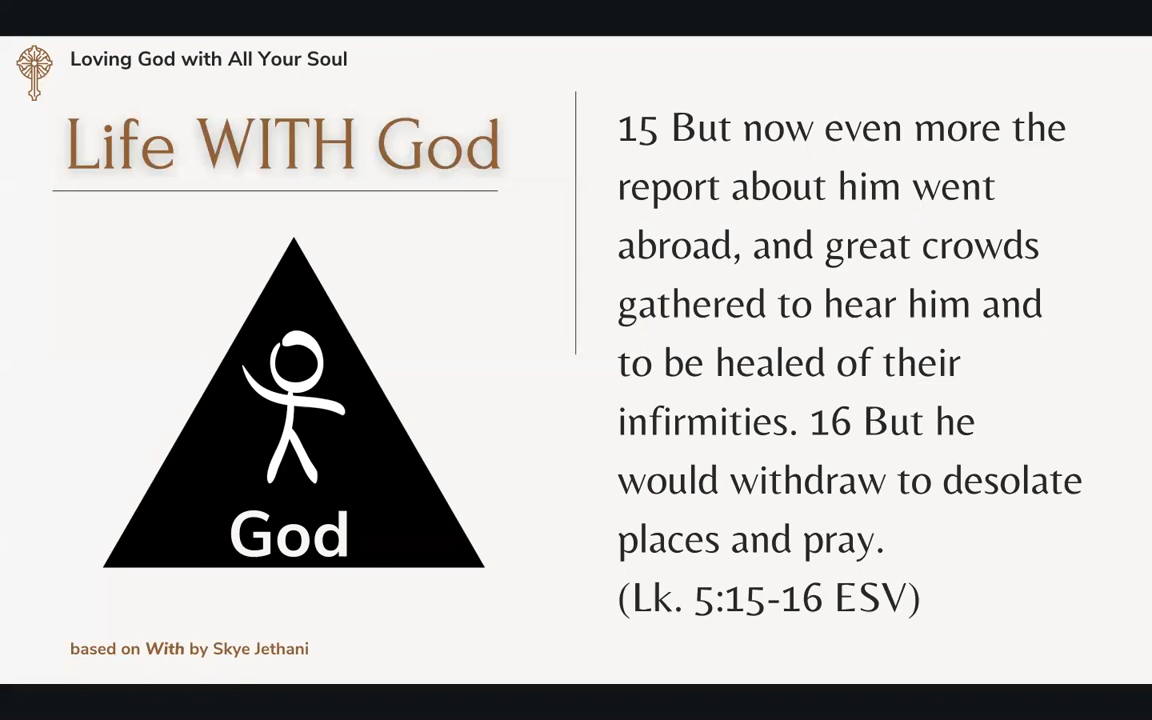 Loving God with All Your Soul
Life WITH God
God
based on With by Skye Jethani
15 But now even more the
report about him went
abroad, and great crowds
gathered to hear him and
to be healed of their
infirmities. 16 But he
would withdraw to desolate
places and pray.
(Lk. 5:15-16 ESV)